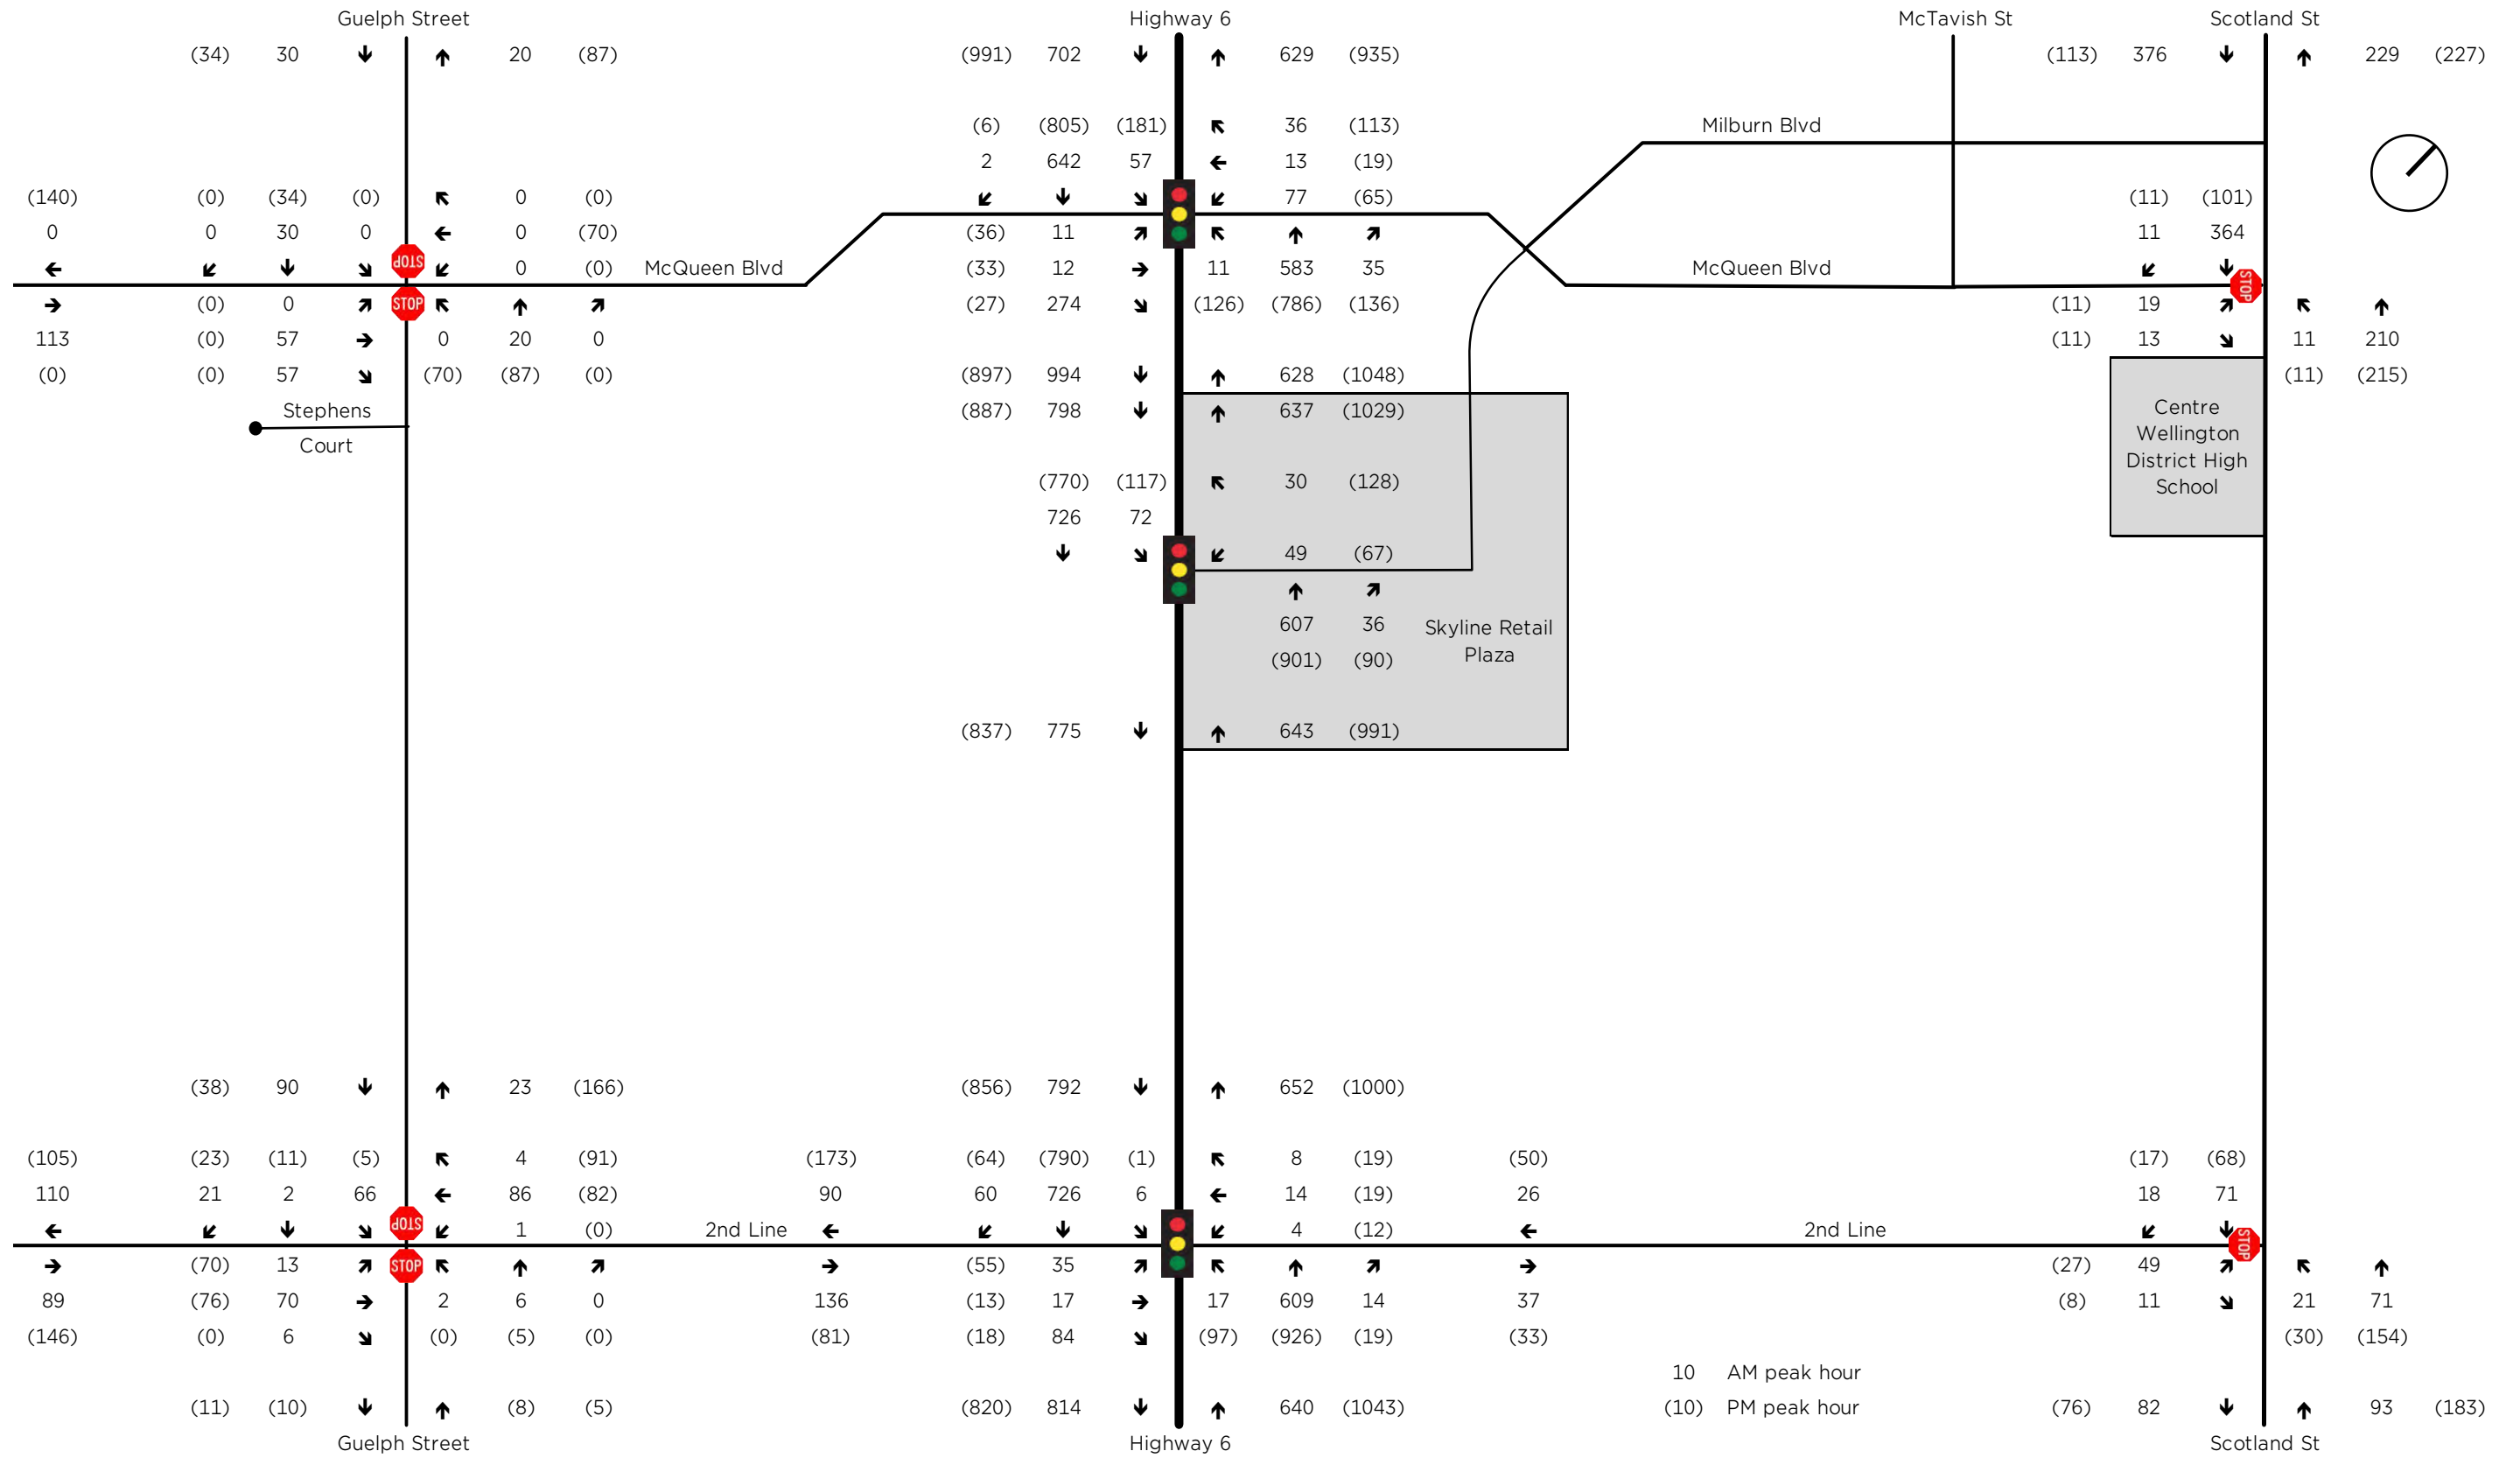 Guelph Street Highway 6 McTavish St Scotland St
(34) 30 20 (87) (991) 702 629 (935) (113) 376 229 (227)
(6) (805) (181) 36 (113) Milburn Blvd
2 642 57 13 (19)
(140) (0) (34) (0) 0 (0) 77 (65) (11) (101)
0 0 30 0 0 (70) (36) 11 11 364
0 (0) McQueen Blvd (33) 12 11 583 35 McQueen Blvd
STOP
STOP
STOP
(0) 0 (27) 274 (126) (786) (136) (11) 19
113 (0) 57 0 20 0 (11) 13 11 210
(0) (0) 57 (70) (87) (0) (897) 994 628 (1048) (11) (215)
Stephens
Court
(887) 798 637 (1029)
Centre
Wellington
District High
School
(770) (117) 30 (128)
726 72
49 (67)
607 36
(901) (90)
Skyline Retail
Plaza
(837) 775 643 (991)
(38) 90 23 (166) (856) 792 652 (1000)
(105) (23) (11) (5) 4 (91) (173) (64) (790) (1) 8 (19) (50) (17) (68)
110 21 2 66 86 (82) 90 60 726 6 14 (19) 26 18 71
STOP
1 (0) 2nd Line 4 (12) 2nd Line
STOP
STOP
(70) 13 (55) 35 (27) 49
89 (76) 70 2 6 0 136 (13) 17 17 609 14 37 (8) 11 21 71
(146) (0) 6 (0) (5) (0) (81) (18) 84 (97) (926) (19) (33) (30) (154)
10 AM peak hour
(11) (10) (8) (5) (820) 814 640 (1043) (10) PM peak hour (76) 82 93 (183)
Guelph Street Highway 6 Scotland St